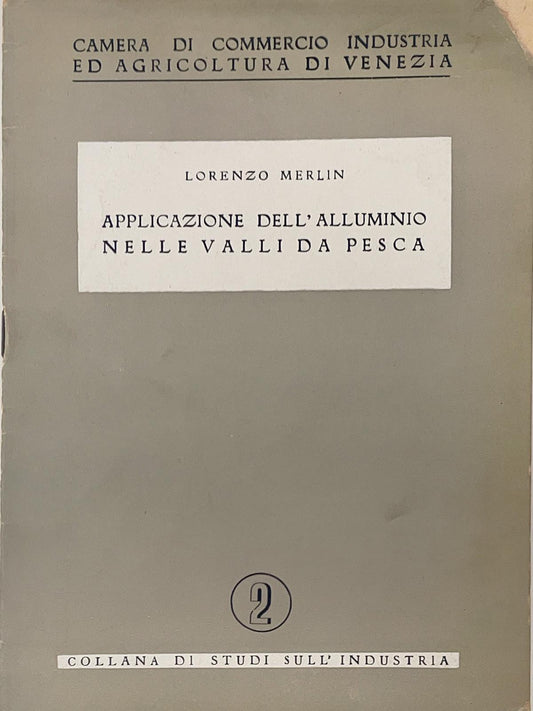 CAMERA DI COMMERCIO INDUSTRIA
ED AGRICOLTURA DI VENEZIA
LORENZO MERLIN
APPLICAZIONE DELL'ALLUMINIO
NELLE VALLI DA PESCA
2
COLLANA DI STUDI SULL'INDUSTRIA